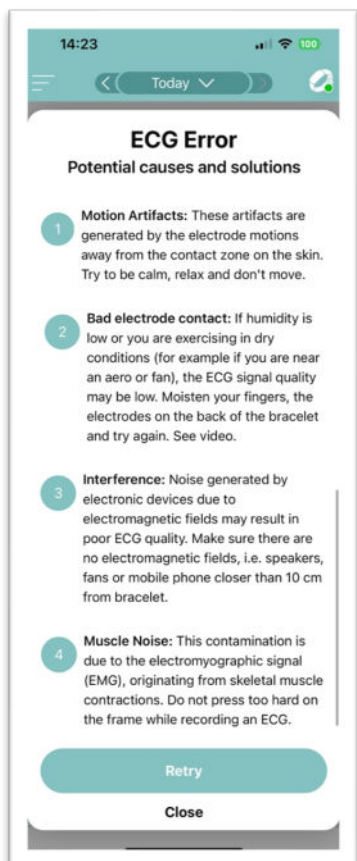 14:23
100
Today
ECG Error
Potential causes and solutions
1
Motion Artifacts: These artifacts are
generated by the electrode motions
away from the contact zone on the skin.
Try to be calm, relax and don't move.
2
Bad electrode contact: If humidity is
low or you are exercising in dry
conditions (for example if you are near
an aero or fan), the ECG signal quality
may be low. Moisten your fingers, the
electrodes on the back of the bracelet
and try again. See video.
3
Interference: Noise generated by
electronic devices due to
electromagnetic fields may result in
poor ECG quality. Make sure there are
no electromagnetic fields, i.e. speakers,
fans or mobile phone closer than 10 cm
from bracelet.
4
Muscle Noise: This contamination is
due to the electromyographic signal
(EMG), originating from skeletal muscle
contractions. Do not press too hard on
the frame while recording an ECG.
Retry
Close